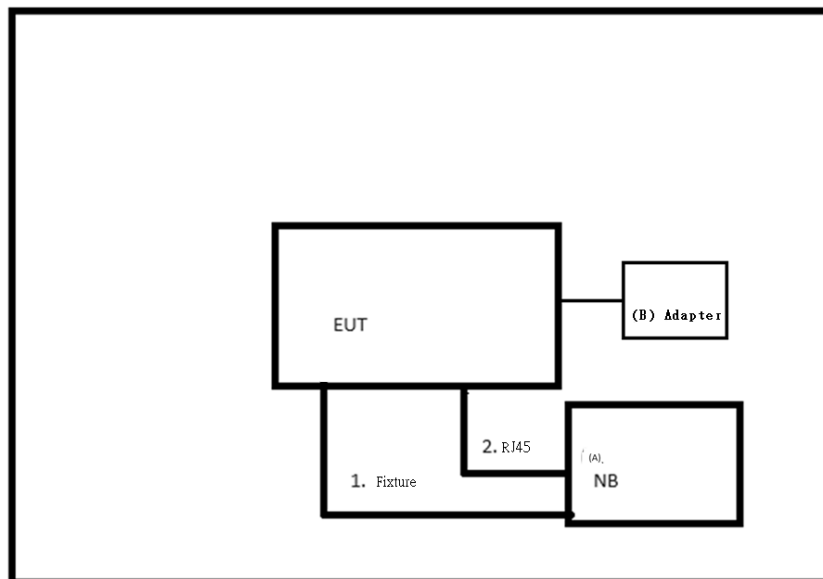 EUT
(B) Adapter
2. RJ45
(A).
NB
1. Fixture